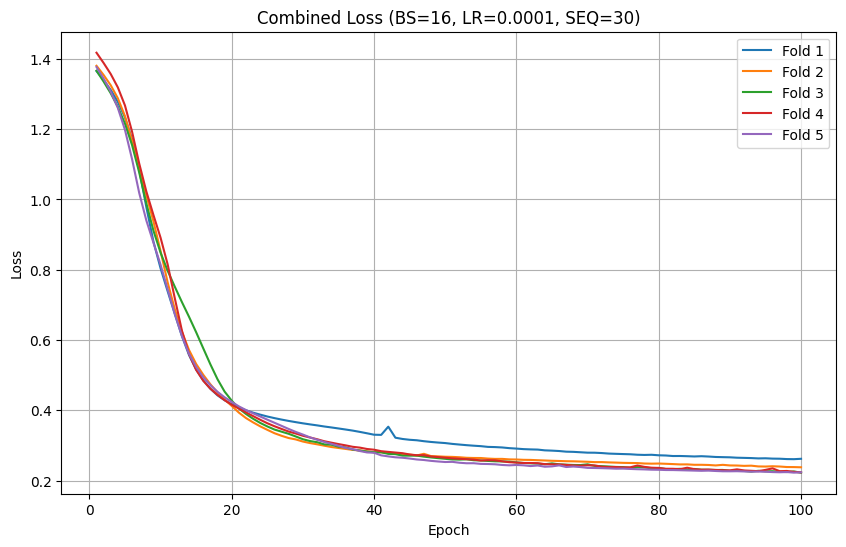 Combined Loss (BS=16, LR=0.0001, SEQ=30)
Fold 1
Fold 2
Fold 3
Fold 4
Fold 5
Loss
1.4
1.2
1.0
0.8
0.6
0.4
0.2
0 20 40 60 80 100
Epoch